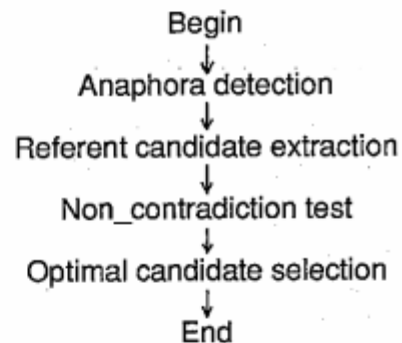 Begin
Anaphora detection
Referent candidate extraction
Non_contradiction test
Optimal candidate selection
End